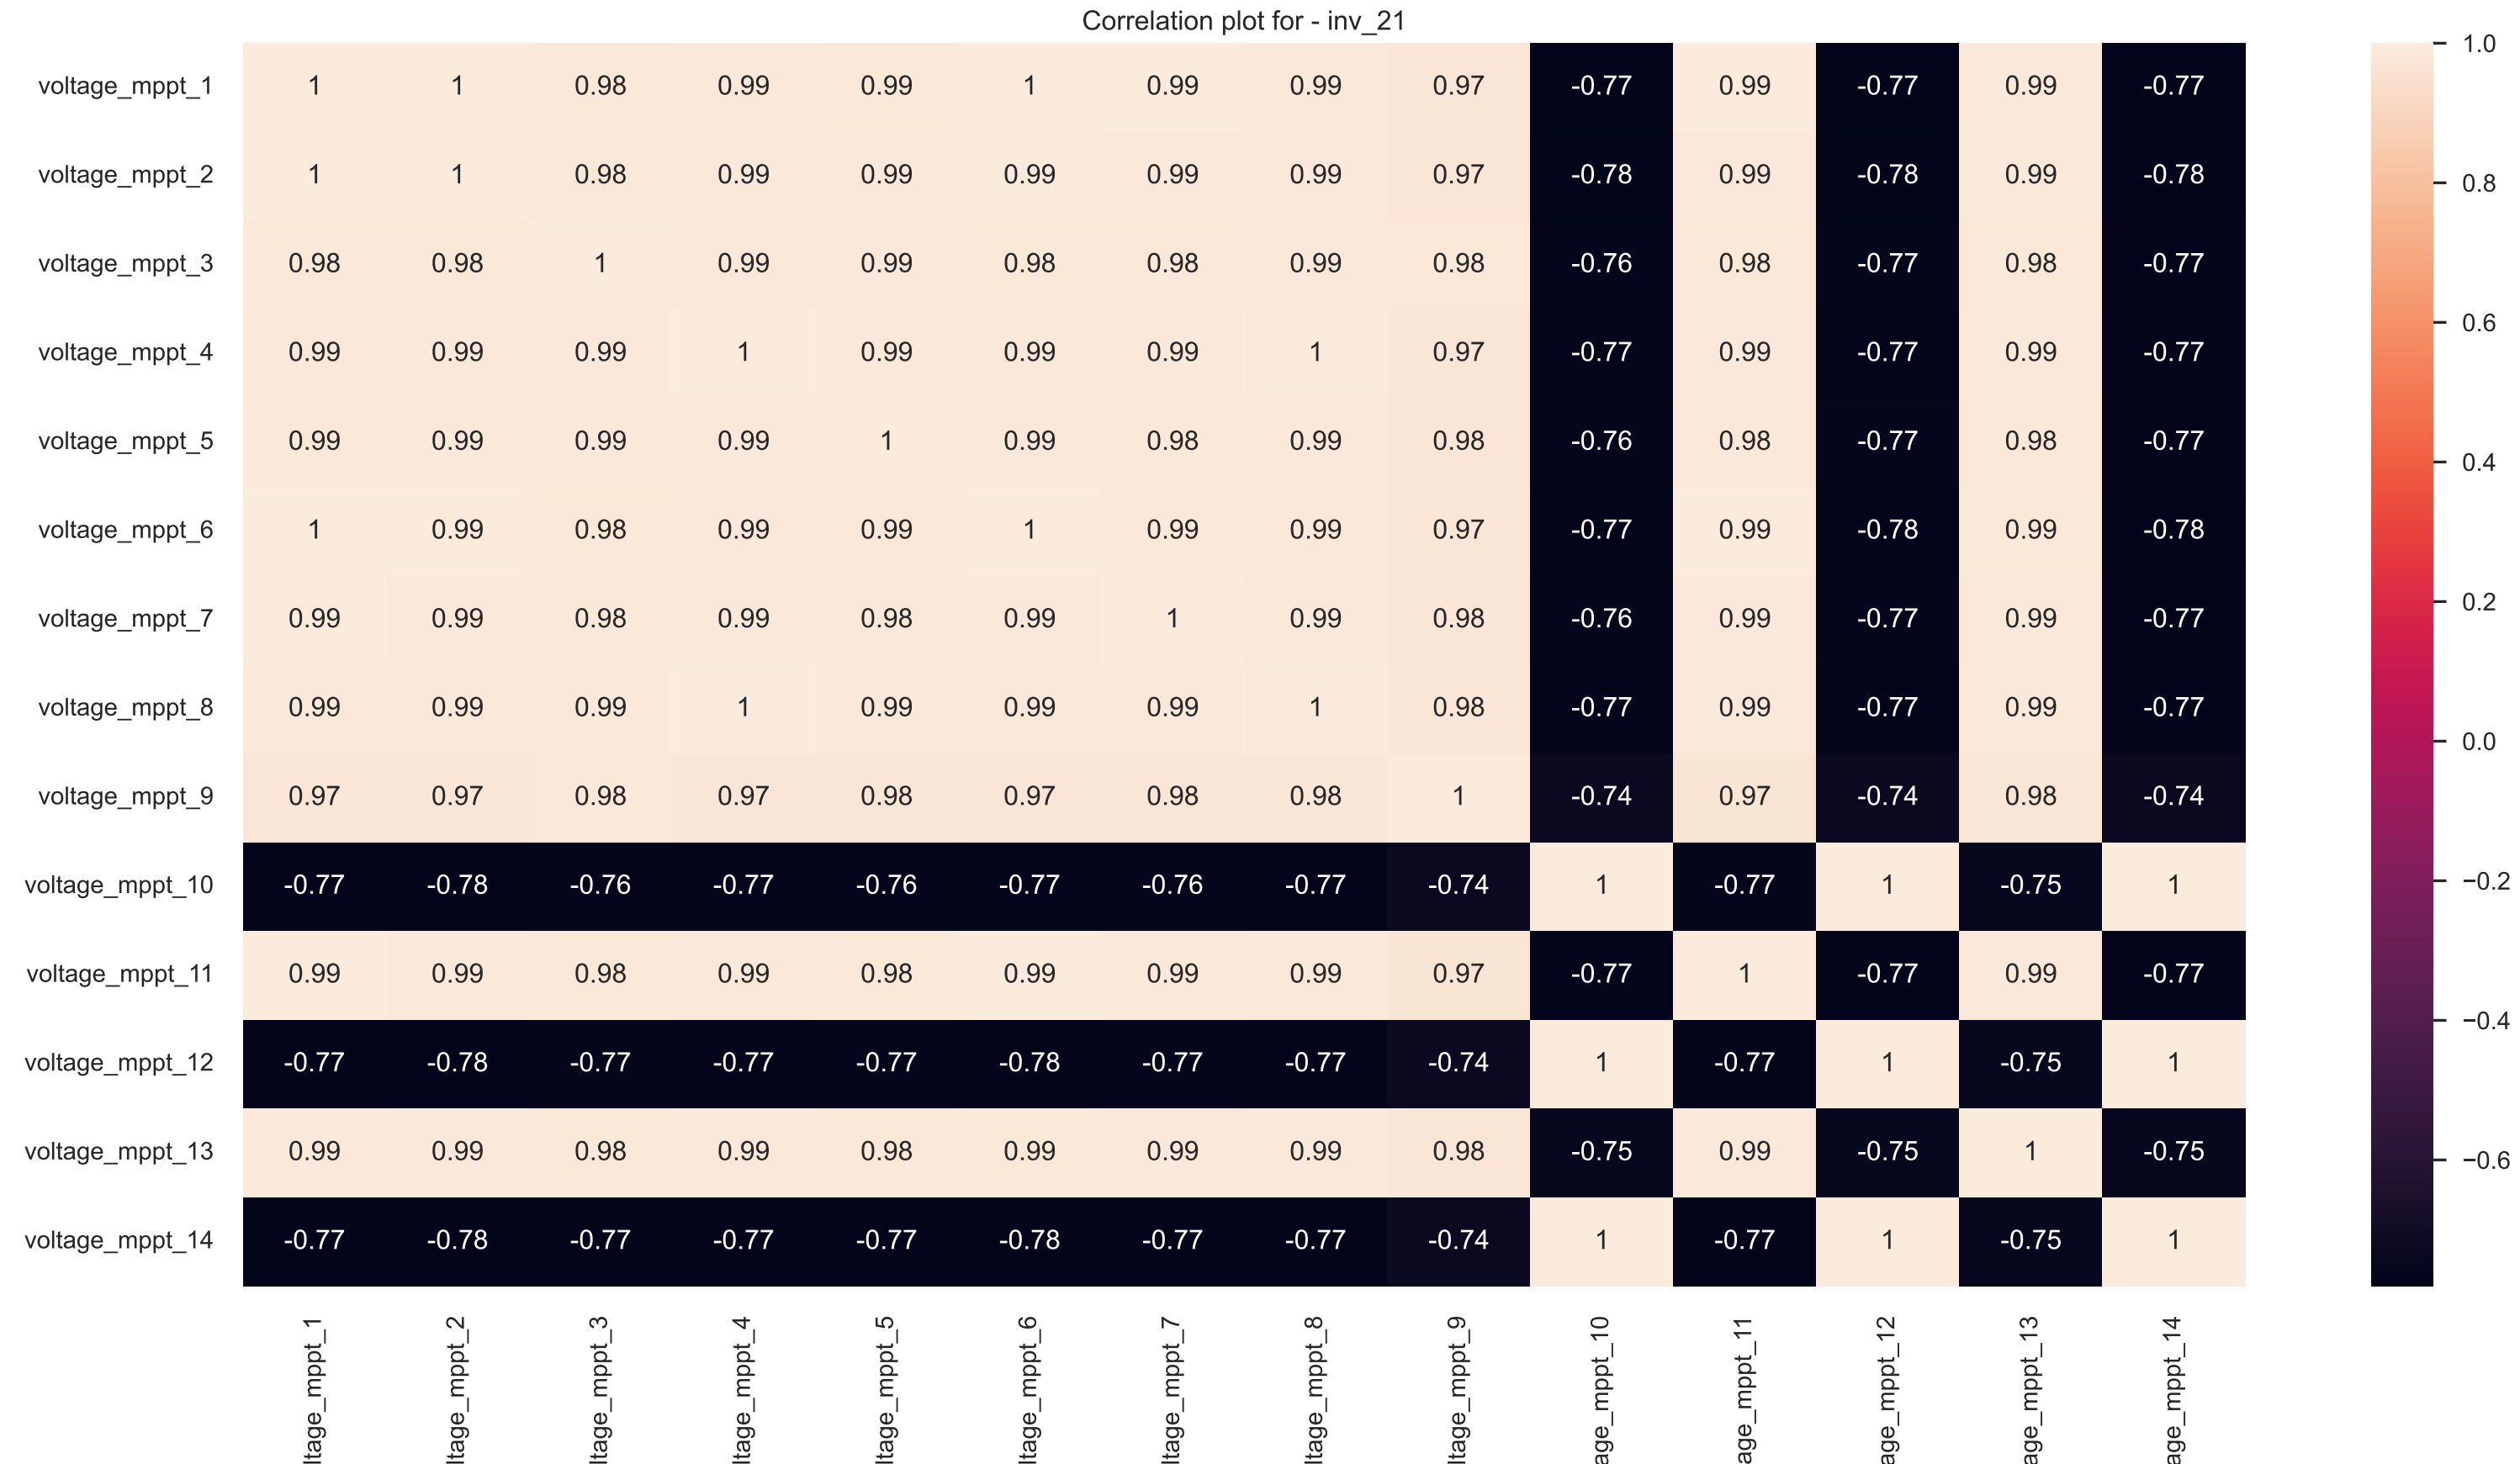 Correlation plot for - inv_21
voltage_mppt_1 1 1 0.98 0.99 0.99 1 0.99 0.99 0.97 -0.77 0.99 -0.77 0.99 -0.77
voltage_mppt_2 1 1 0.98 0.99 0.99 0.99 0.99 0.99 0.97 -0.78 0.99 -0.78 0.99 -0.78
voltage_mppt_3 0.98 0.98 1 0.99 0.99 0.98 0.98 0.99 0.98 -0.76 0.98 -0.77 0.98 -0.77
voltage_mppt_4 0.99 0.99 0.99 1 0.99 0.99 0.99 1 0.97 -0.77 0.99 -0.77 0.99 -0.77
voltage_mppt_5 0.99 0.99 0.99 0.99 1 0.99 0.98 0.99 0.98 -0.76 0.98 -0.77 0.98 -0.77
voltage_mppt_6 1 0.99 0.98 0.99 0.99 1 0.99 0.99 0.97 -0.77 0.99 -0.78 0.99 -0.78
voltage_mppt_7 0.99 0.99 0.98 0.99 0.98 0.99 1 0.99 0.98 -0.76 0.99 -0.77 0.99 -0.77
voltage_mppt_8 0.99 0.99 0.99 1 0.99 0.99 0.99 1 0.98 -0.77 0.99 -0.77 0.99 -0.77
voltage_mppt_9 0.97 0.97 0.98 0.97 0.98 0.97 0.98 0.98 1 -0.74 0.97 -0.74 0.98 -0.74
voltage_mppt_10 -0.77 -0.78 -0.76 -0.77 -0.76 -0.77 -0.76 -0.77 -0.74 1 -0.77 1 -0.75 1
voltage_mppt_11 0.99 0.99 0.98 0.99 0.98 0.99 0.99 0.99 0.97 -0.77 1 -0.77 0.99 -0.77
voltage_mppt_12 -0.77 -0.78 -0.77 -0.77 -0.77 -0.78 -0.77 -0.77 -0.74 1 -0.77 1 -0.75 1
voltage_mppt_13 0.99 0.99 0.98 0.99 0.98 0.99 0.99 0.99 0.98 -0.75 0.99 -0.75 1 -0.75
voltage_mppt_14 -0.77 -0.78 -0.77 -0.77 -0.77 -0.78 -0.77 -0.77 -0.74 1 -0.77 1 -0.75 1
ltage_mppt_1
ltage_mppt_2
ltage_mppt_3
ltage_mppt_4
ltage_mppt_5
ltage_mppt_6
ltage_mppt_7
ltage_mppt_8
ltage_mppt_9
age_mppt_10
age_mppt_11
age_mppt_12
age_mppt_13
age_mppt_14
1.0
0.8
0.6
0.4
0.2
0.0
−0.2
−0.4
−0.6